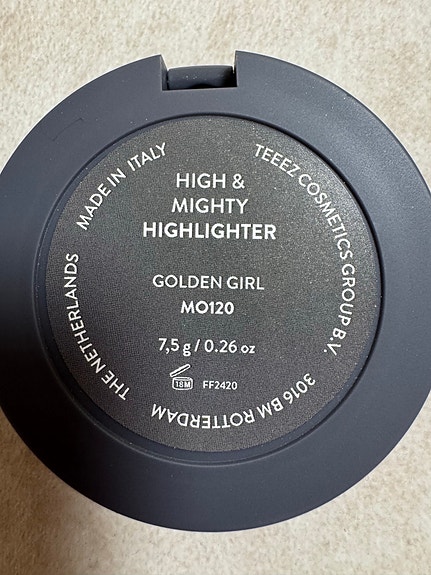 HIGH &
MIGHTY
HIGHLIGHTER
GOLDEN GIRL
MO120
7,5 g / 0.26 oz
18M FF2420
TEEEZ COSMETICS GROUP B.V. 3016 BM ROTTERDAM THE NETHERLANDS MADE IN ITALY